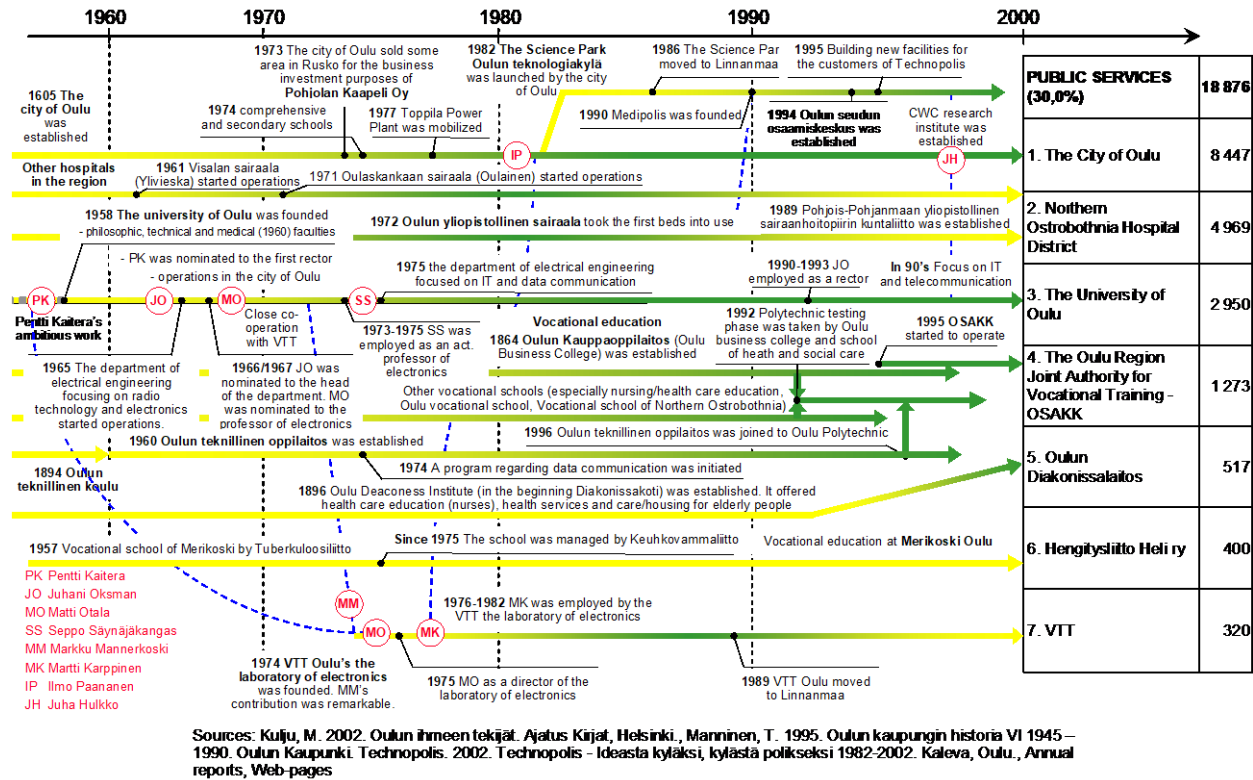 1960
1970
1980
1990
2000
1973 The city of Oulu sold some
area in Rusko for the business
investment purposes of
Pohjolan Kaapeli Oy
1982 The Science Park
Oulun teknologiakylä
was launched by the city
of Oulu
1986 The Science Par
moved to Linnanmaa
1995 Building new facilities for
the customers of Technopolis
1605 The
city of Oulu
was
established
1974 comprehensive
and secondary schools
1977 Toppila Power
Plant was mobilized
1990 Medipolis was founded
1994 Oulun seudun
osaamiskeskus was
established
CWC research
institute was
established
IP
JH
PUBLIC SERVICES
(30,0%)
18 876
1. The City of Oulu
8 447
Other hospitals
in the region
1961 Visalan sairaala
(Ylivieska) started operations
1971 Oulaskankaan sairaala (Oulainen) started operations
1958 The university of Oulu was founded
- philosophic, technical and medical (1960) faculties
1972 Oulun yliopistollinen sairaala took the first beds into use
1989 Pohjois-Pohjanmaan yliopistollinen
sairaanhoitopiirin kuntaliitto was established
2. Northern
Ostrobothnia Hospital
District
4 969
- PK was nominated to the first rector
- operations in the city of Oulu
1975 the department of electrical engineering
focused on IT and data communication
1990-1993 JO
employed as a rector
In 90's Focus on IT
and telecommunication
PK
JO
MO
SS
3. The University of
Oulu
2 950
Pentti Kaitera's
ambitious work
Close co-
operation
with VTT
1973-1975 SS was
employed as an act.
professor of
electronics
Vocational education
1864 Oulun Kauppaoppilaitos (Oulu
Business College) was established
1992 Polytechnic testing
phase was taken by Oulu
business college and school
of heath and social care
1995 OSAKK
started to operate
1965 The department of
electrical engineering
focusing on radio
technology and electronics
started operations.
1966/1967 JO was
nominated to the head
of the department. MO
was nominated to the
professor of electronics
Other vocational schools (especially nursing/health care education,
Oulu vocational school, Vocational school of Northern Ostrobothnia)
4. The Oulu Region
Joint Authority for
Vocational Training -
OSAKK
1 273
1960 Oulun teknillinen oppilaitos was established
1996 Oulun teknillinen oppilaitos was joined to Oulu Polytechnic
1894 Oulun
teknillinen koulu
1974 A program regarding data communication was initiated
1896 Oulu Deaconess Institute (in the beginning Diakonissakoti) was established. It offered
health care education (nurses), health services and care/housing for elderly people
5. Oulun
Diakonissalaitos
517
1957 Vocational school of Merikoski by Tuberkuloosiliitto
Since 1975 The school was managed by Keuhkovammaliitto
Vocational education at Merikoski Oulu
6. Hengitysliitto Heli ry
400
PK Pentti Kaitera
JO Juhani Oksman
MO Matti Otala
SS Seppo Säynäjäkangas
MM Markku Mannerkoski
MK Martti Karppinen
IP Ilmo Paananen
JH Juha Hulkko
MM
MO
MK
1976-1982 MK was employed by the
VTT the laboratory of electronics
7. VTT
320
1974 VTT Oulu's the
laboratory of electronics
was founded. MM's
contribution was remarkable.
1975 MO as a director of the
laboratory of electronics
1989 VTT Oulu moved
to Linnanmaa
Sources: Kulju, M. 2002. Oulun ihmeen tekijät. Ajatus Kirjat, Helsinki., Manninen, T. 1995. Oulun kaupungin historia VI 1945 –
1990. Oulun Kaupunki. Technopolis. 2002. Technopolis - Ideasta kyläksi, kylästä polikseksi 1982-2002. Kaleva, Oulu., Annual
reports, Web-pages